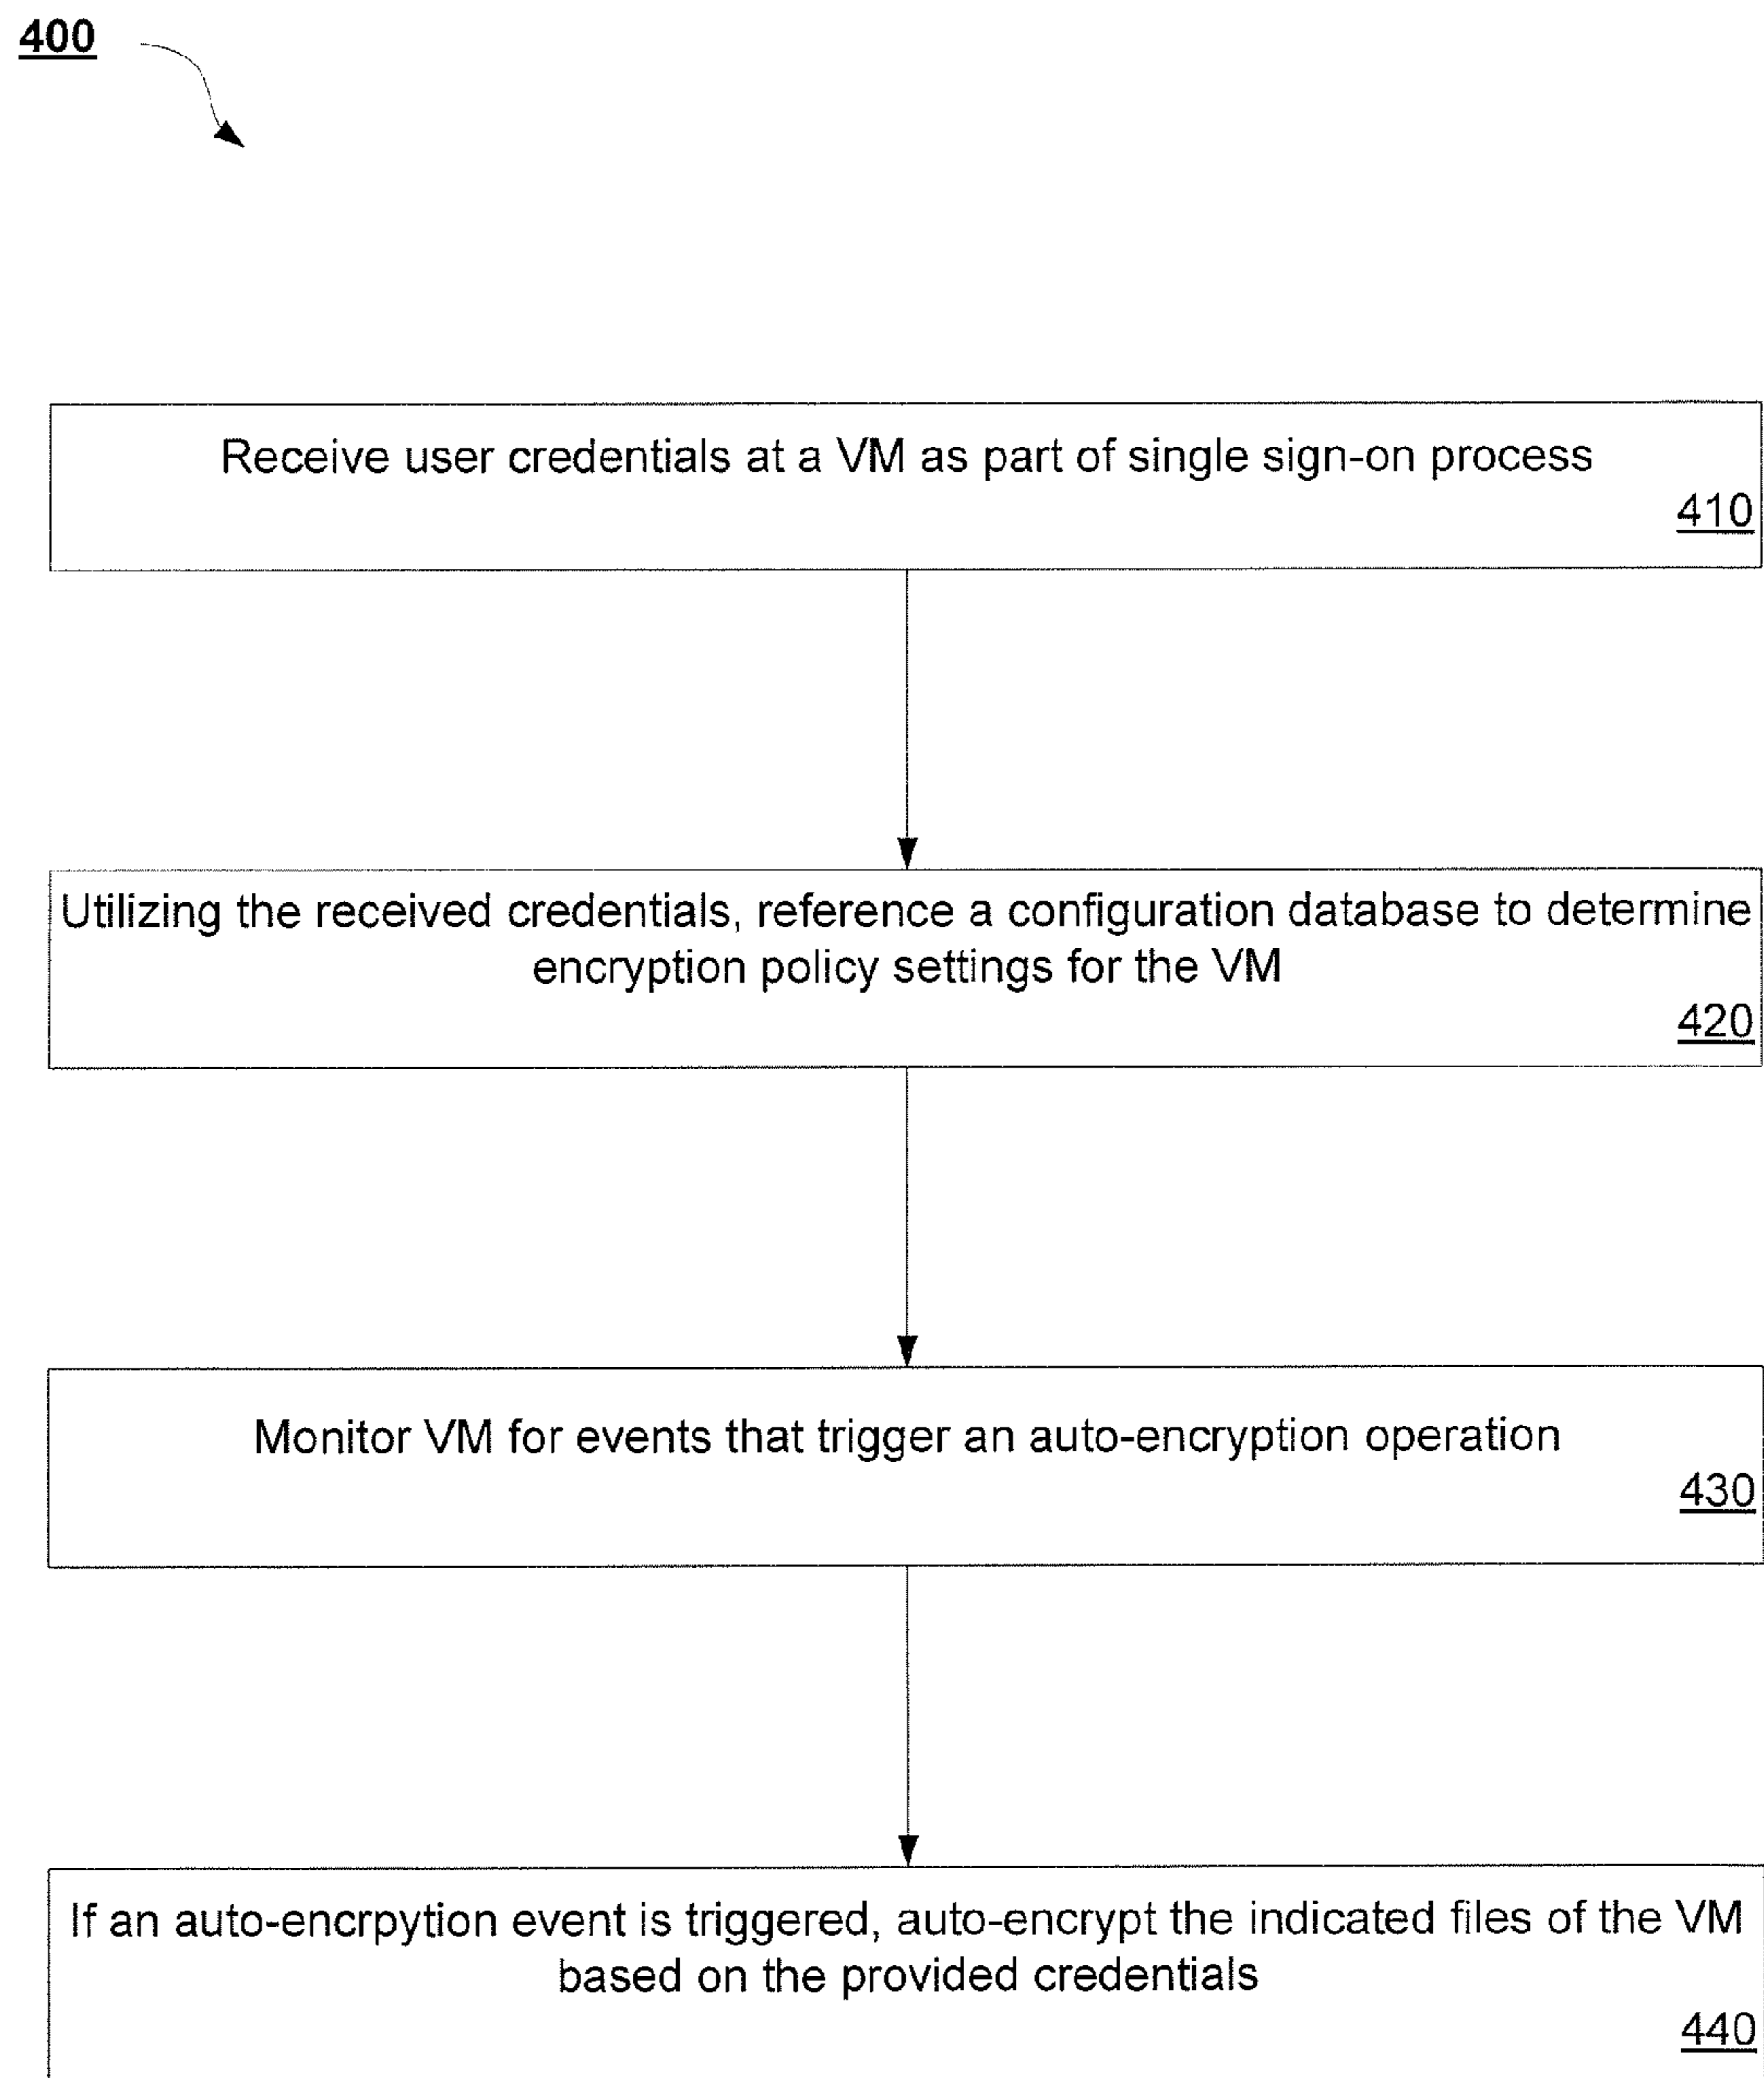 400
Receive user credentials at a VM as part of single sign-on process
410
Utilizing the received credentials, reference a configuration database to determine
encryption policy settings for the VM
420
Monitor VM for events that trigger an auto-encryption operation
430
If an auto-encrpytion event is triggered, auto-encrypt the indicated files of the VM
based on the provided credentials
440